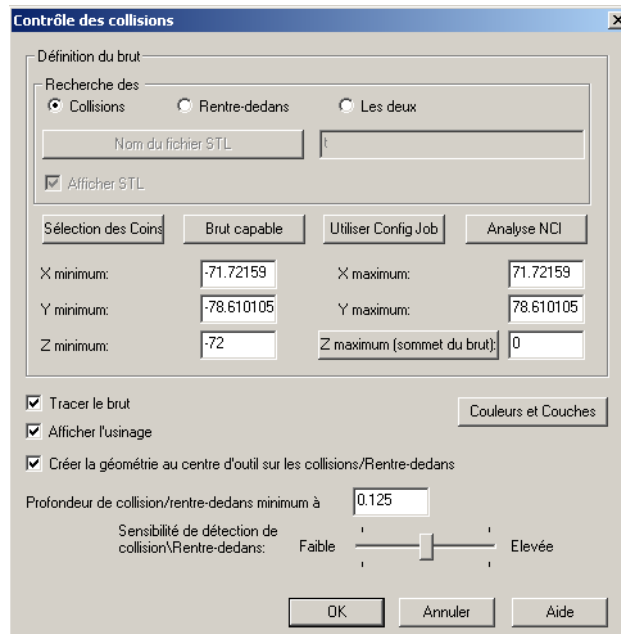 Contrôle des collisions
Définition du brut
Recherche des
Collisions Rentre-dedans Les deux
Nom du fichier STL t
Afficher STL
Sélection des Coins Brut capable Utiliser Config Job Analyse NCI
X minimum: -71.72159 X maximum: 71.72159
Y minimum: -78.610105 Y maximum: 78.610105
Z minimum: -72 Z maximum (sommet du brut): 0
Tracer le brut
Couleurs et Couches
Afficher l'usinage
Créer la géométrie au centre d'outil sur les collisions/Rentre-dedans
Profondeur de collision/rentre-dedans minimum à 0.125
Sensibilité de détection de
collision\Rentre-dedans: Faible Elevée
OK Annuler Aide